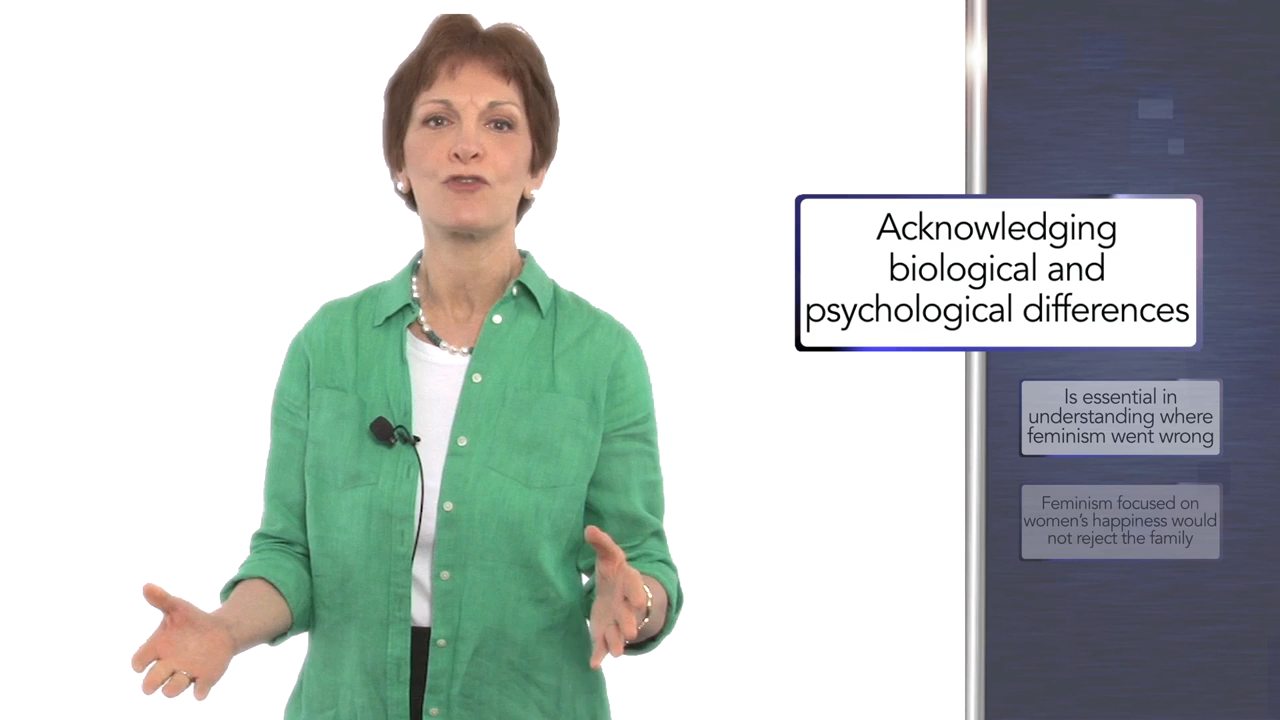 Acknowledging
biological and
psychological differences
Is essential in
understanding where
feminism went wrong
Feminism focused on
women's happiness would
not reject the family